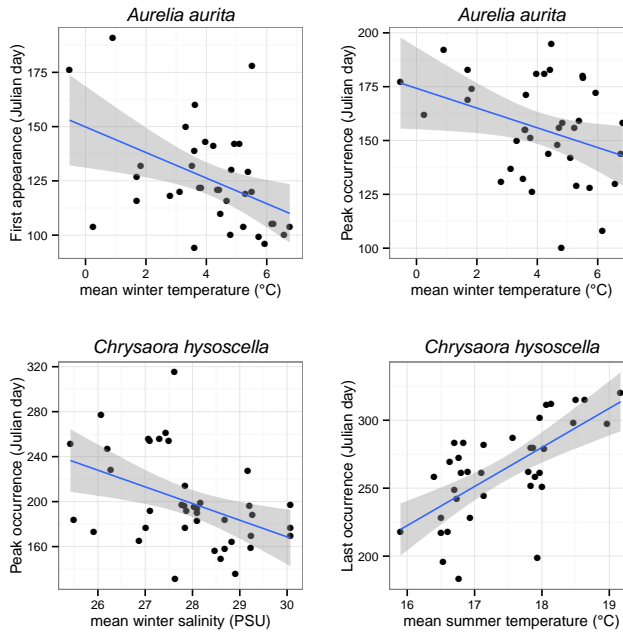 Aurelia aurita
First appearance (Julian day)
175
150
125
100
0 2 4 6
mean winter temperature (°C)
Aurelia aurita
Peak occurrence (Julian day)
200
175
150
125
100
0 2 4 6
mean winter temperature (°C)
Chrysaora hysoscella
Peak occurrence (Julian day)
320
280
240
200
160
26 27 28 29 30
mean winter salinity (PSU)
Chrysaora hysoscella
Last occurrence (Julian day)
300
250
200
16 17 18 19
mean summer temperature (°C)